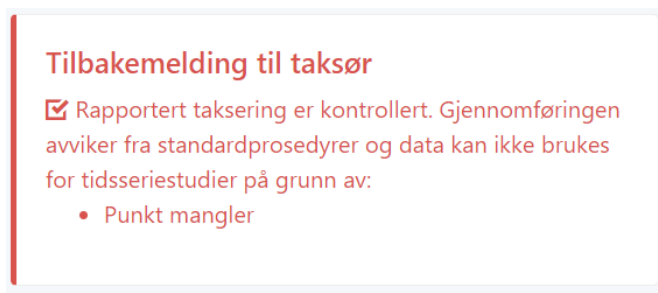 Tilbakemelding til taksør
Rapportert taksering er kontrollert. Gjennomføringen
avviker fra standardprosedyrer og data kan ikke brukes
for tidsseriestudier på grunn av:
• Punkt mangler